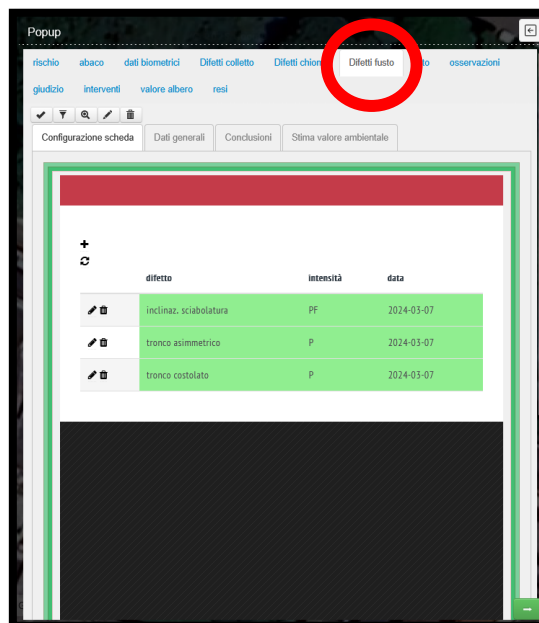 Popup
rischio abaco dati biometrici Difetti colletto Difetti Difetti fusto osservazioni
giudizio interventi valore albero resi
Configurazione scheda Dati generali Conclusioni Stima valore ambientale
difetto intensità data
inclinaz. sciabolatura PF 2024-03-07
tronco asimmetrico P 2024-03-07
tronco costolato P 2024-03-07